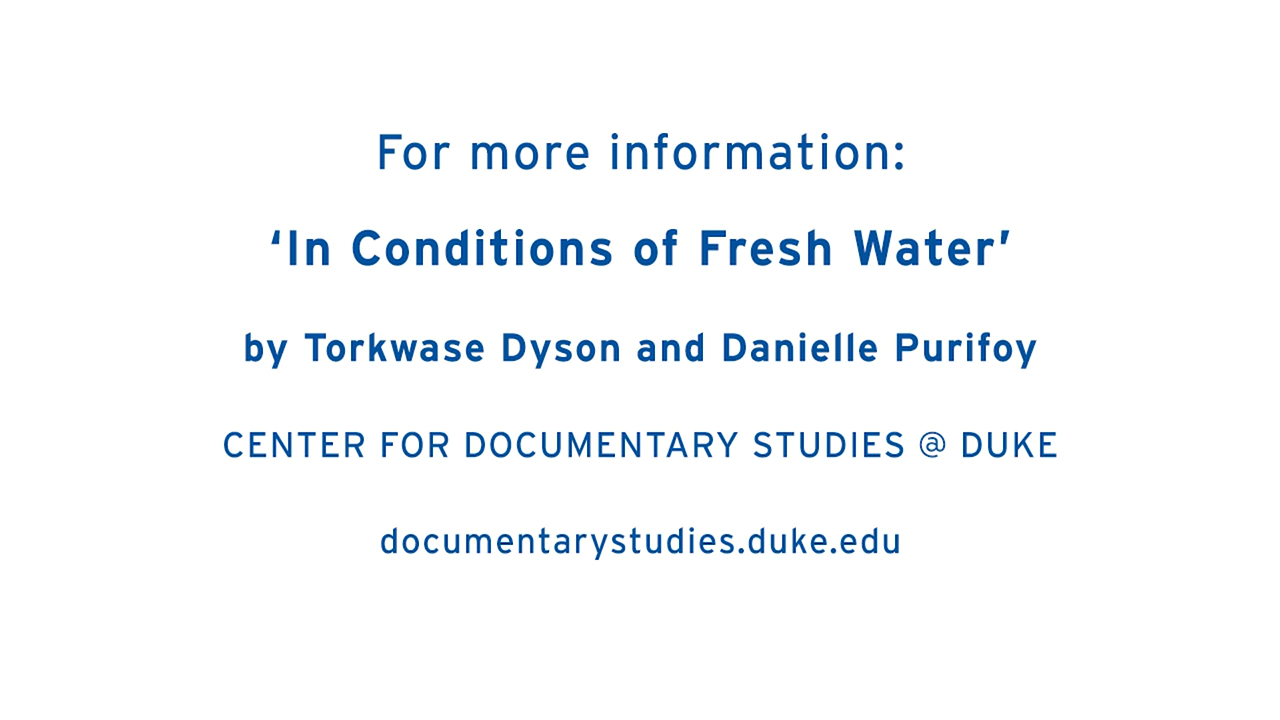 For more information:
‘In Conditions of Fresh Water’
by Torkwase Dyson and Danielle Purifoy
CENTER FOR DOCUMENTARY STUDIES @ DUKE
documentarystudies.duke.edu